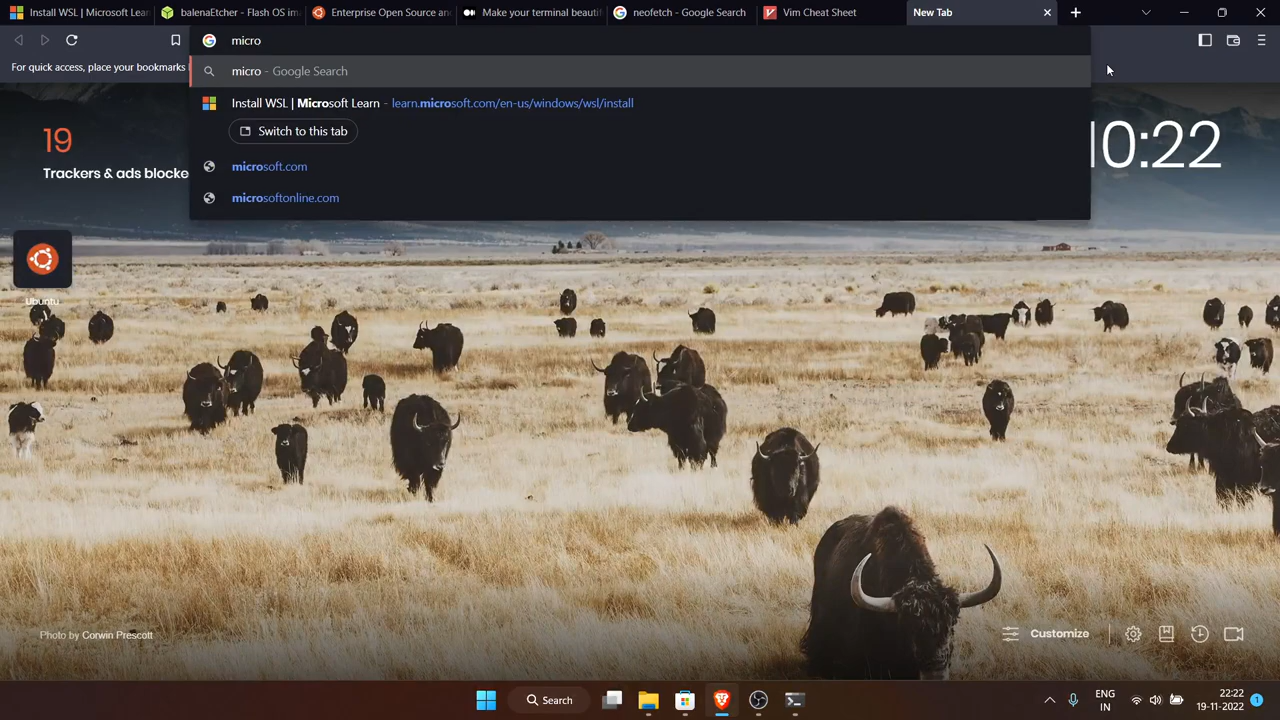 Install WSL | Microsoft Lear
balenaEtcher - Flash OS im
Enterprise Open Source an
Make your terminal beauti
neofetch - Google Search
Vim Cheat Sheet
New Tab
micro
For quick access, place your bookmarks
micro - Google Search
Install WSL | Microsoft Learn - learn.microsoft.com/en-us/windows/wsl/install
Switch to this tab
microsoft.com
microsoftonline.com
19
Trackers & ads blocke
0:22
Ubuntu
Photo by Corwin Prescott
Customize
Search
ENG
IN
22:22
19-11-2022
1